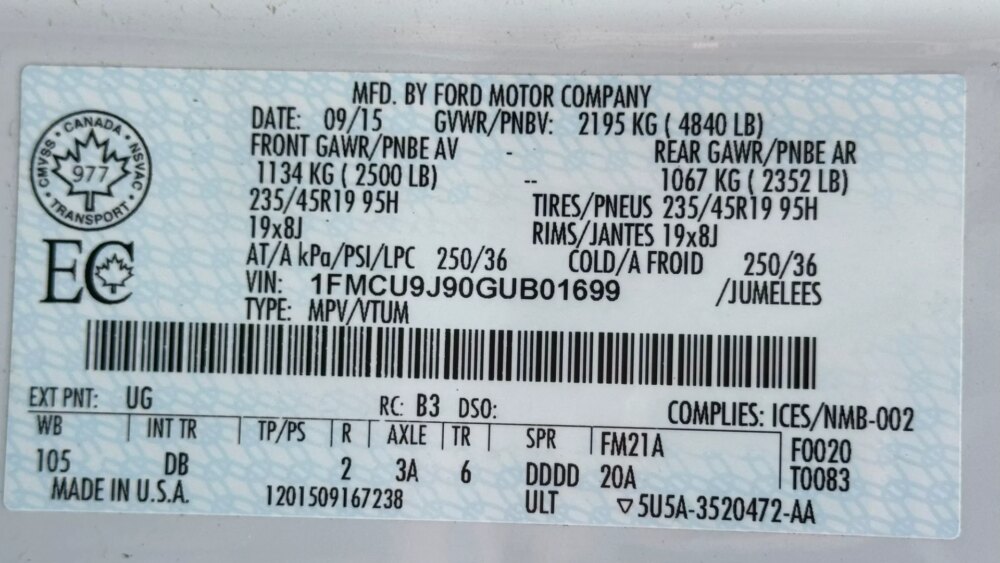 MFD. BY FORD MOTOR COMPANY
DATE: 09/15 GVWR/PNBV: 2195 KG ( 4840 LB)
FRONT GAWR/PNBE AV - REAR GAWR/PNBE AR
1134 KG ( 2500 LB) -- 1067 KG ( 2352 LB)
235/45R19 95H TIRES/PNEUS 235/45R19 95H
19x8J RIMS/JANTES 19x8J
AT/A kPa/PSI/LPC 250/36 COLD/A FROID 250/36
VIN: 1FMCU9J90GUB01699 /JUMELEES
TYPE: MPV/VTUM
CANADA • NSVAC • TRANSPORT • CMVSS •
977
EC
EXT PNT: UG RC: B3 DSO: COMPLIES: ICES/NMB-002
WB INT TR TP/PS R AXLE TR SPR FM21A F0020
105 DB 2 3A 6 DDDD 20A T0083
MADE IN U.S.A. 1201509167238 ULT ▽5U5A-3520472-AA